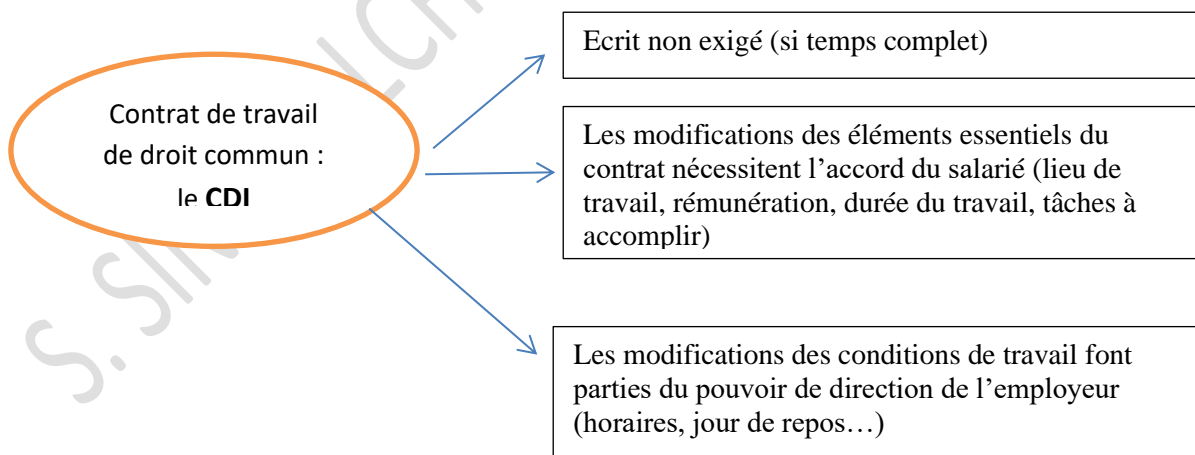 Ecrit non exigé (si temps complet)
Contrat de travail
de droit commun :
le CDI
Les modifications des éléments essentiels du
contrat nécessitent l’accord du salarié (lieu de
travail, rémunération, durée du travail, tâches à
accomplir)
Les modifications des conditions de travail font
parties du pouvoir de direction de l’employeur
(horaires, jour de repos…)